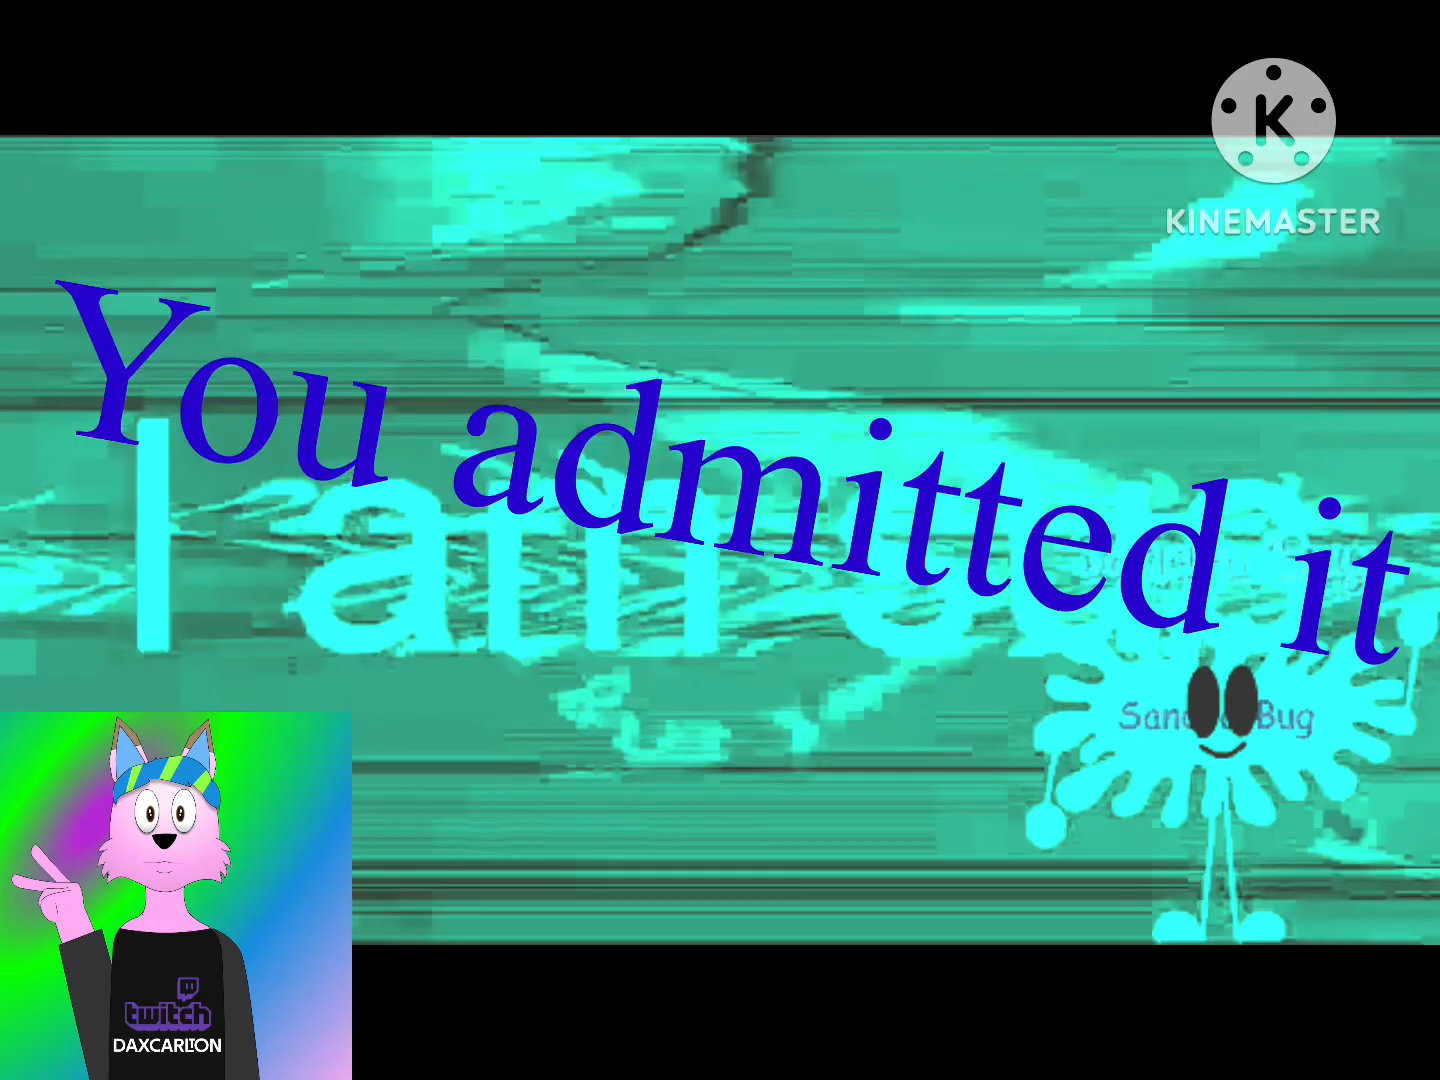 K
KINEMASTER
You admitted it
I am
Bug
twitch
DAXCARLTON